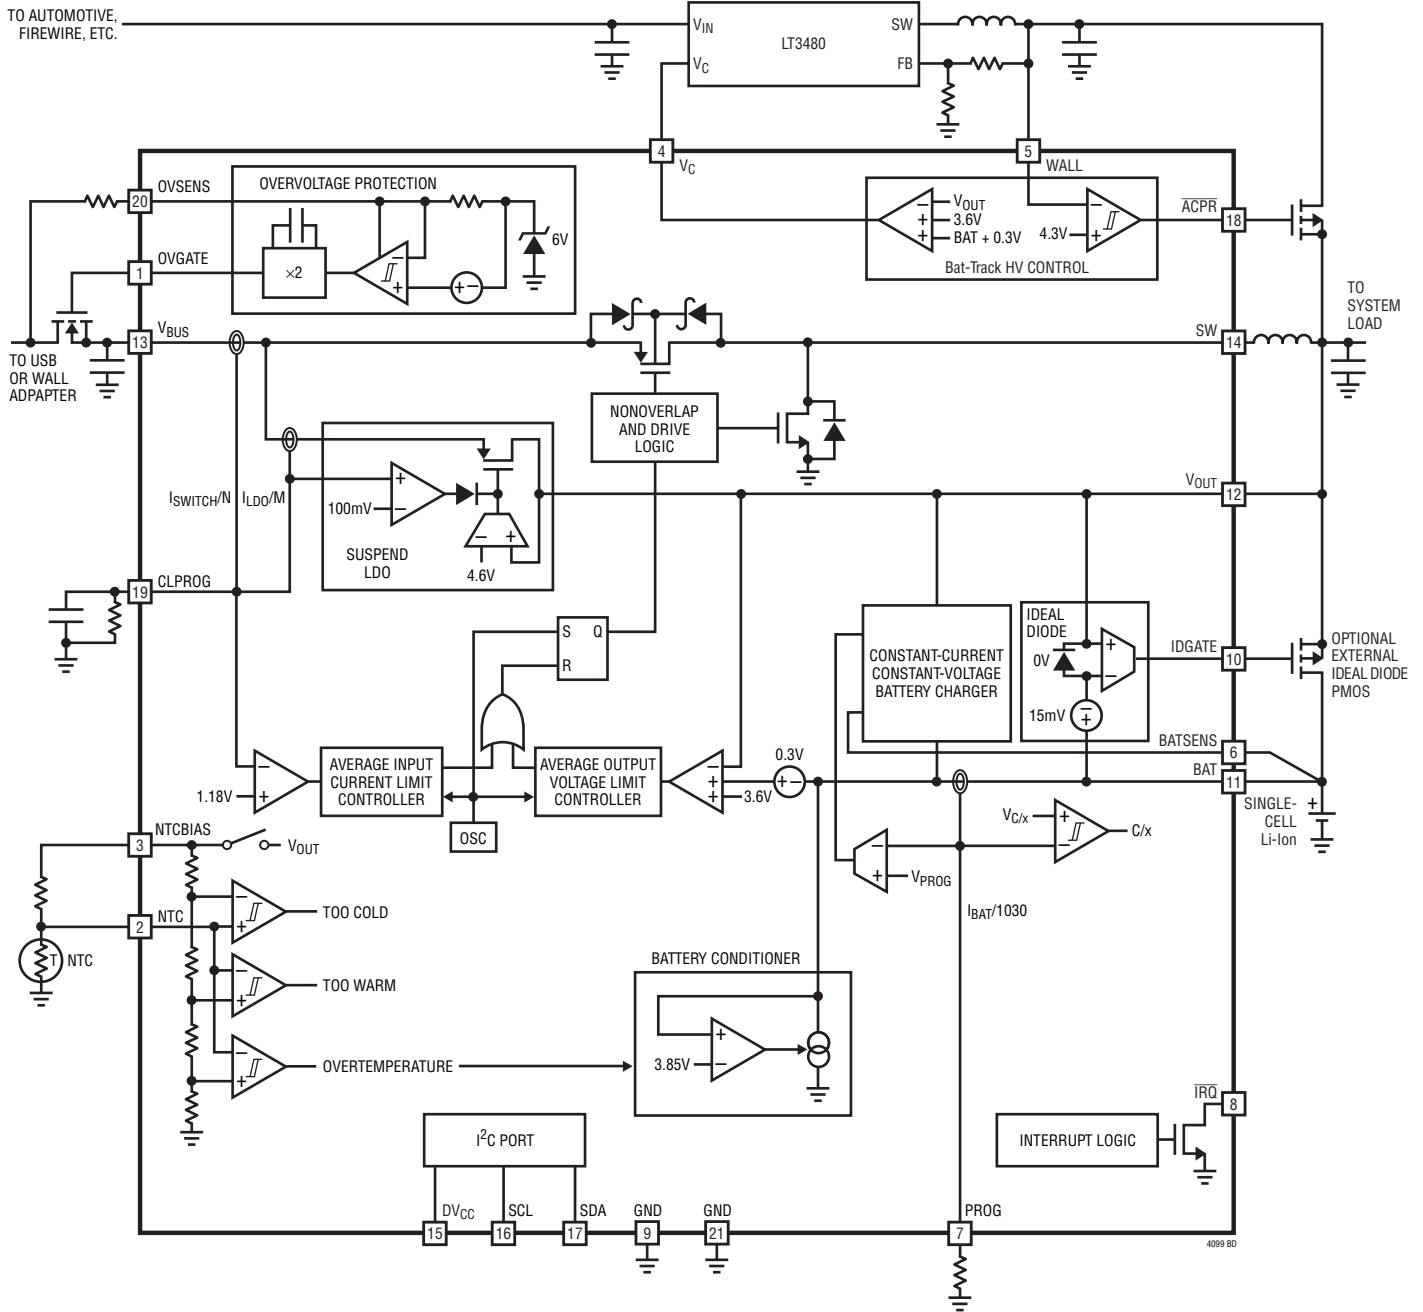 TO AUTOMOTIVE,
FIREWIRE, ETC.
VIN
SW
LT3480
VC
FB
4
VC
5
WALL
20
OVSENS
OVERVOLTAGE PROTECTION
6V
1
OVGATE
×2
− +
+ −
− VOUT
+ 3.6V
+ BAT + 0.3V
4.3V
− +
Bat-Track HV CONTROL
ACPR
18
TO
SYSTEM
LOAD
13
VBUS
SW
14
TO USB
OR WALL
ADPAPTER
NONOVERLAP
AND DRIVE
LOGIC
ISWITCH/N
ILDO/M
100mV
+ −
− +
SUSPEND
LDO
4.6V
VOUT
12
19
CLPROG
S Q
R
CONSTANT-CURRENT
CONSTANT-VOLTAGE
BATTERY CHARGER
IDEAL
DIODE
0V
+ −
15mV
− +
IDGATE
10
OPTIONAL
EXTERNAL
IDEAL DIODE
PMOS
BATSENS
6
BAT
11
SINGLE-
CELL
Li-Ion
+
− +
1.18V
AVERAGE INPUT
CURRENT LIMIT
CONTROLLER
AVERAGE OUTPUT
VOLTAGE LIMIT
CONTROLLER
− + +
3.6V
0.3V
+ −
OSC
3
NTCBIAS
VOUT
− +
VPROG
VC/x
+ −
C/x
IBAT/1030
− +
TOO COLD
2
NTC
T NTC
− +
TOO WARM
− +
OVERTEMPERATURE
BATTERY CONDITIONER
+ −
3.85V
IRQ
8
INTERRUPT LOGIC
I2C PORT
DVCC
SCL
SDA
GND
GND
PROG
15
16
17
9
21
7
4099 BD